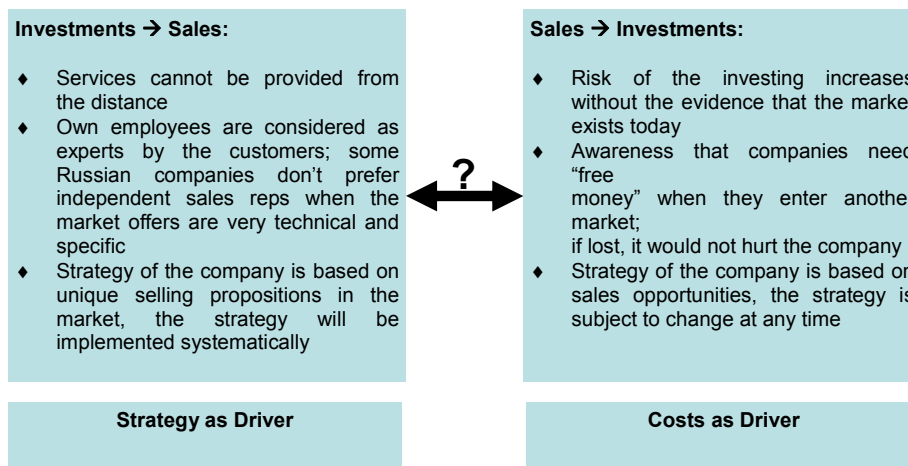 Investments → Sales:
♦ Services cannot be provided from
the distance
♦ Own employees are considered as
experts by the customers; some
Russian companies don't prefer
independent sales reps when the
market offers are very technical and
specific
♦ Strategy of the company is based on
unique selling propositions in the
market, the strategy will be
implemented systematically
Strategy as Driver
?
Sales → Investments:
♦ Risk of the investing increases
without the evidence that the marke
exists today
♦ Awareness that companies need
“free
money” when they enter anothe
market;
if lost, it would not hurt the company
♦ Strategy of the company is based on
sales opportunities, the strategy is
subject to change at any time
Costs as Driver